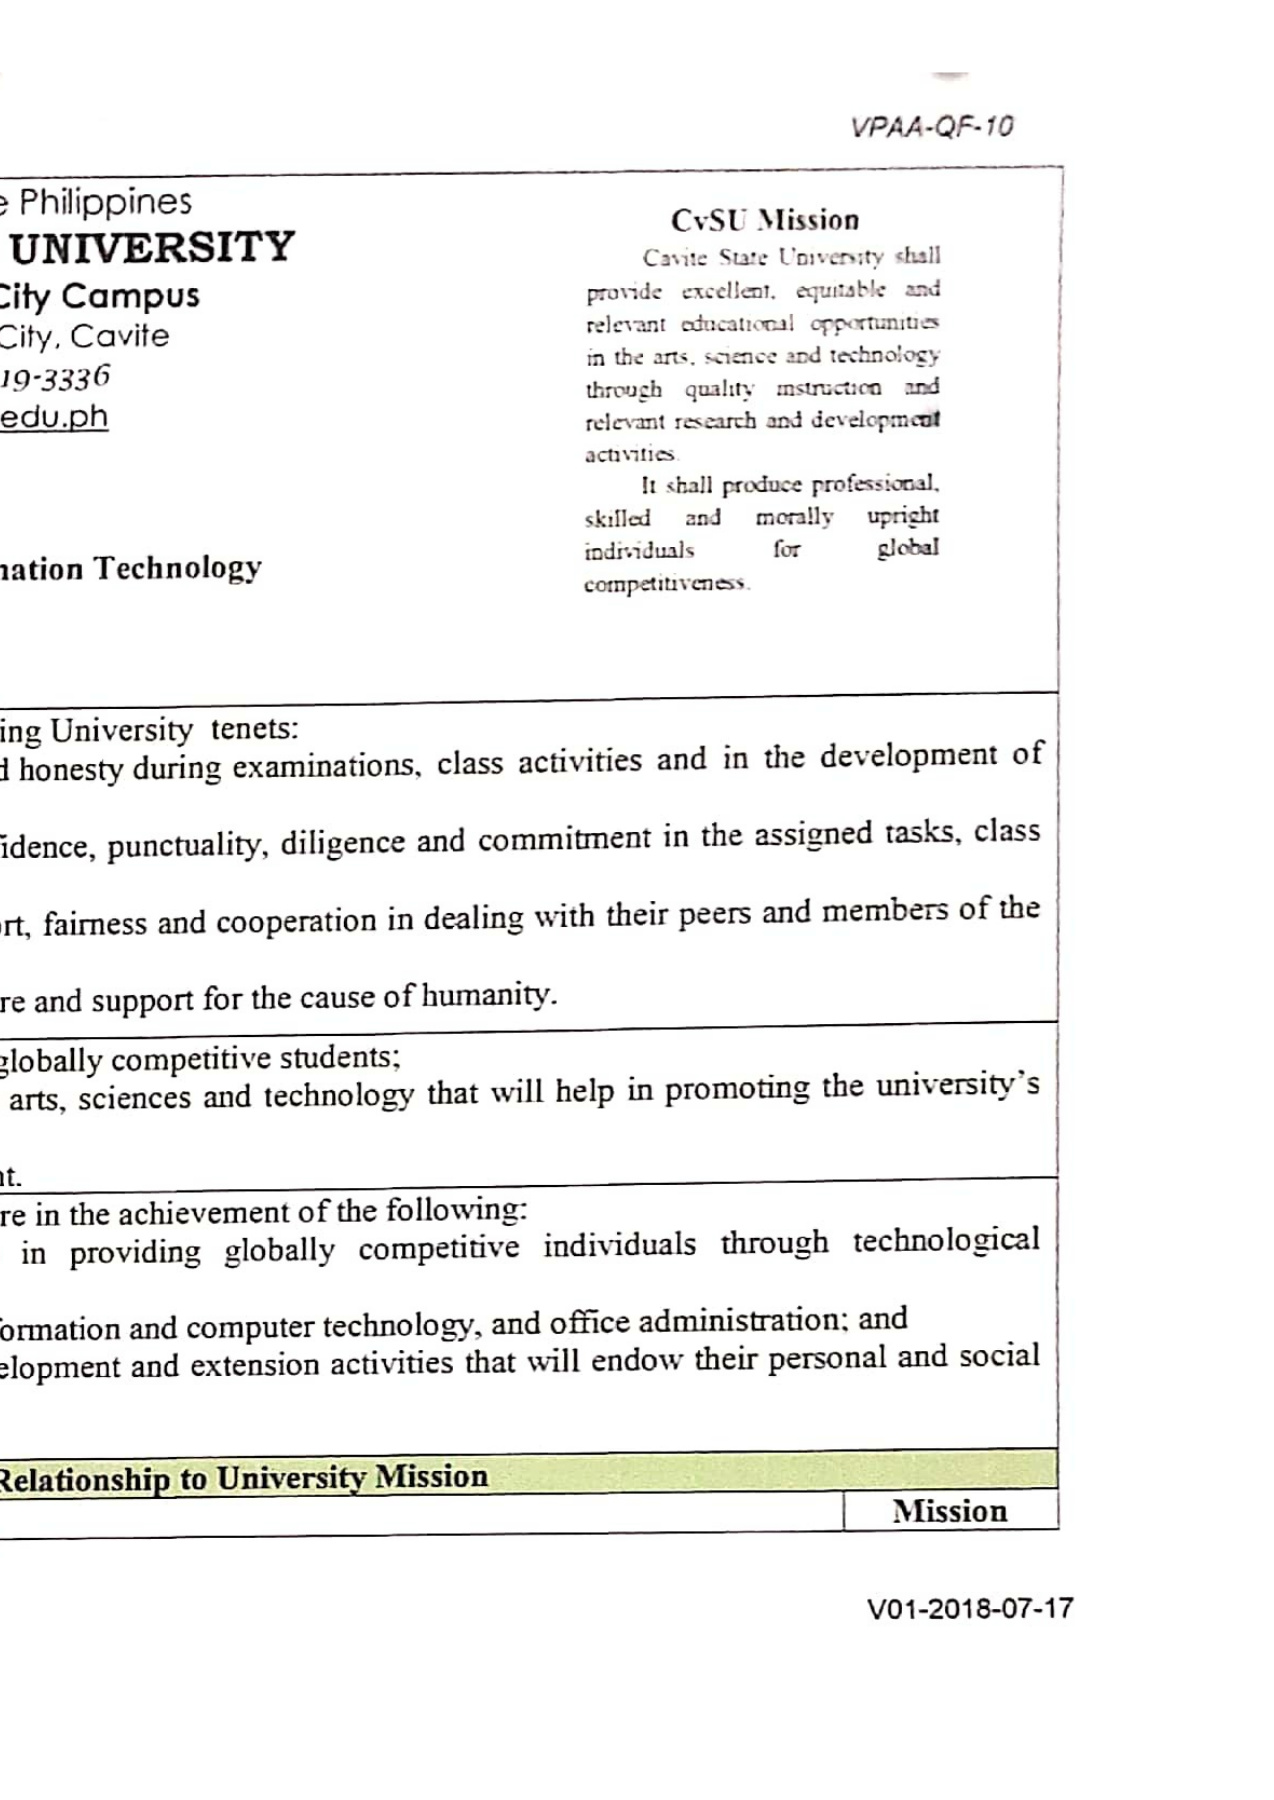 VPAA-QF-10
e Philippines
UNIVERSITY
City Campus
City, Cavite
19-3336
edu.ph
nation Technology
CvSU Mission
Cavite State University shall
provide excellent, equitable and
relevant educational opportunities
in the arts, science and technology
through quality instruction and
relevant research and development
activities.
It shall produce professional,
skilled and morally upright
individuals for global
competitiveness.
ing University tenets:
d honesty during examinations, class activities and in the development of
idence, punctuality, diligence and commitment in the assigned tasks, class
ort, fairness and cooperation in dealing with their peers and members of the
re and support for the cause of humanity.
globally competitive students;
arts, sciences and technology that will help in promoting the university's
nt.
re in the achievement of the following:
in providing globally competitive individuals through technological
formation and computer technology, and office administration; and
elopment and extension activities that will endow their personal and social
Relationship to University Mission
Mission
V01-2018-07-17